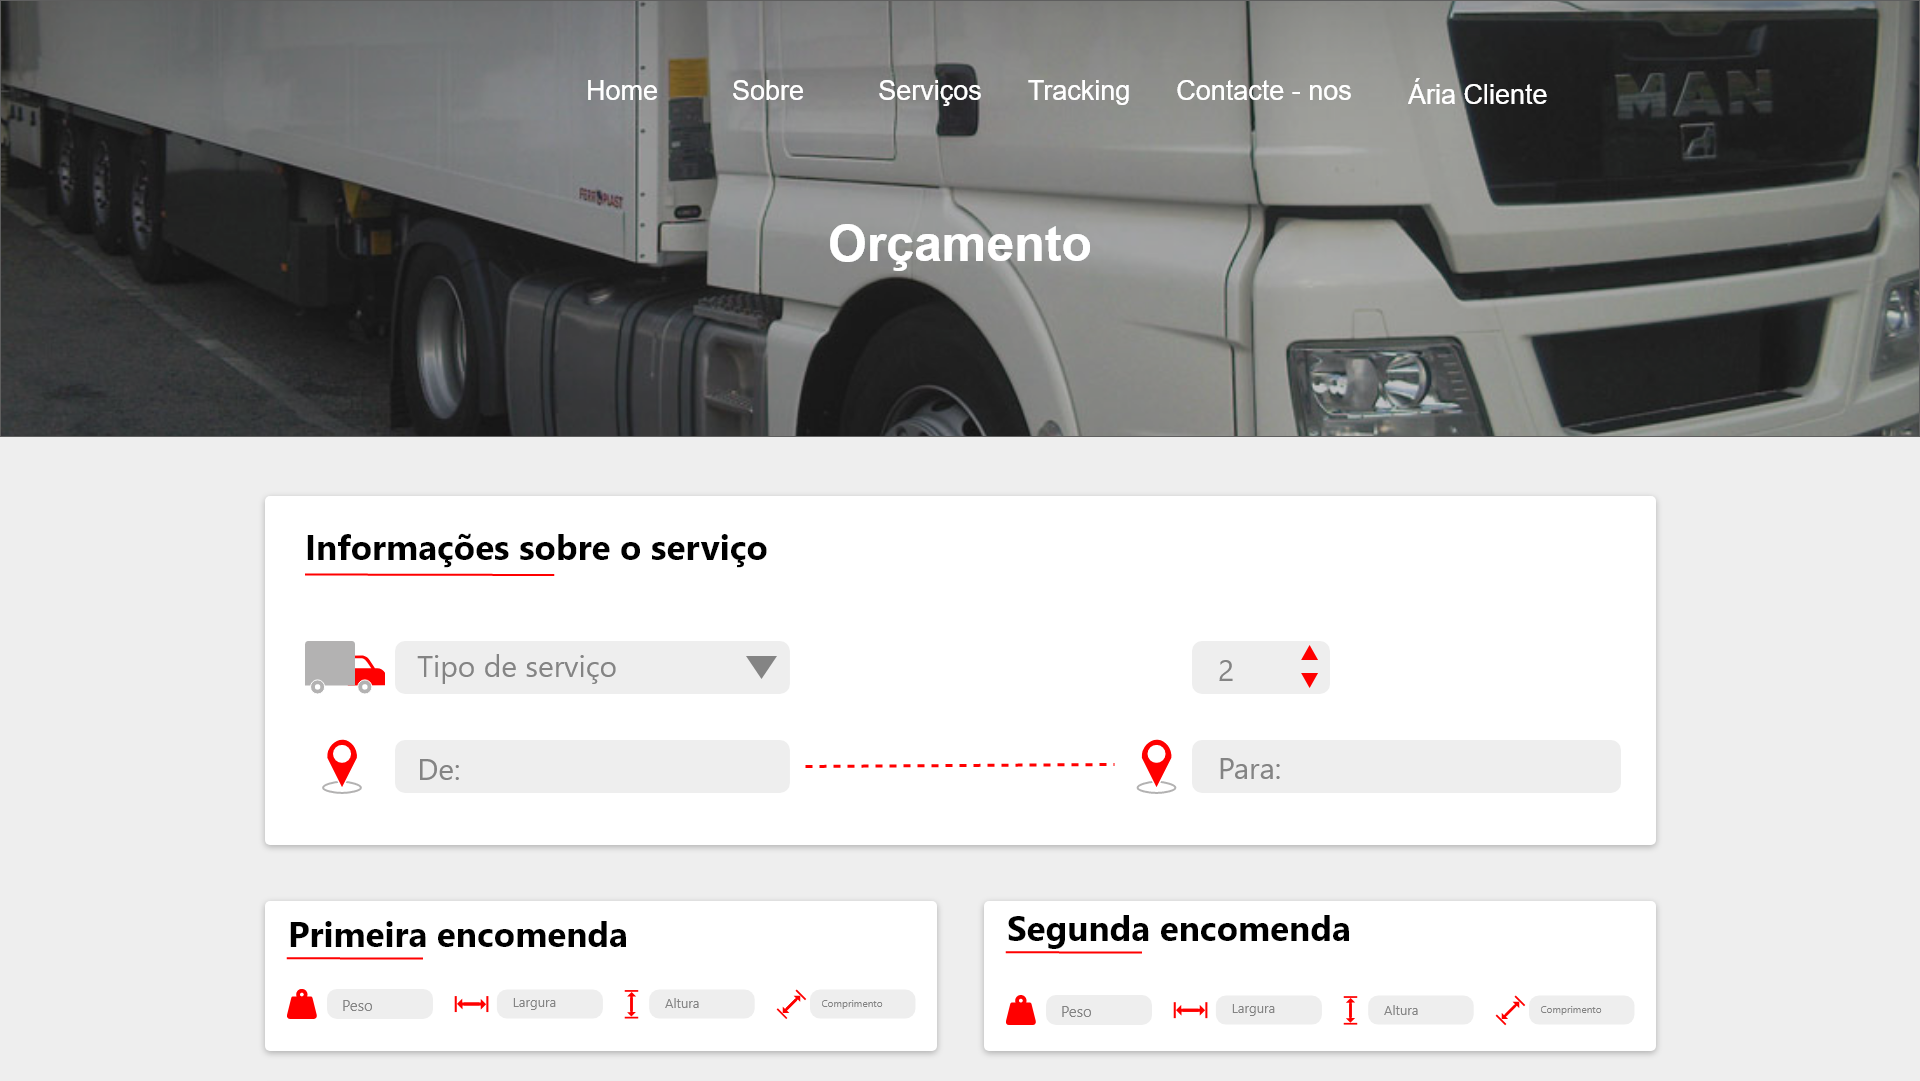 Home
Sobre
Serviços
Tracking
Contacte - nos
Ária Cliente
MAN
FERROPLAST
Orçamento
Informações sobre o serviço
Tipo de serviço
2
De:
Para:
Primeira encomenda
Peso
Largura
Altura
Comprimento
Segunda encomenda
Peso
Largura
Altura
Comprimento